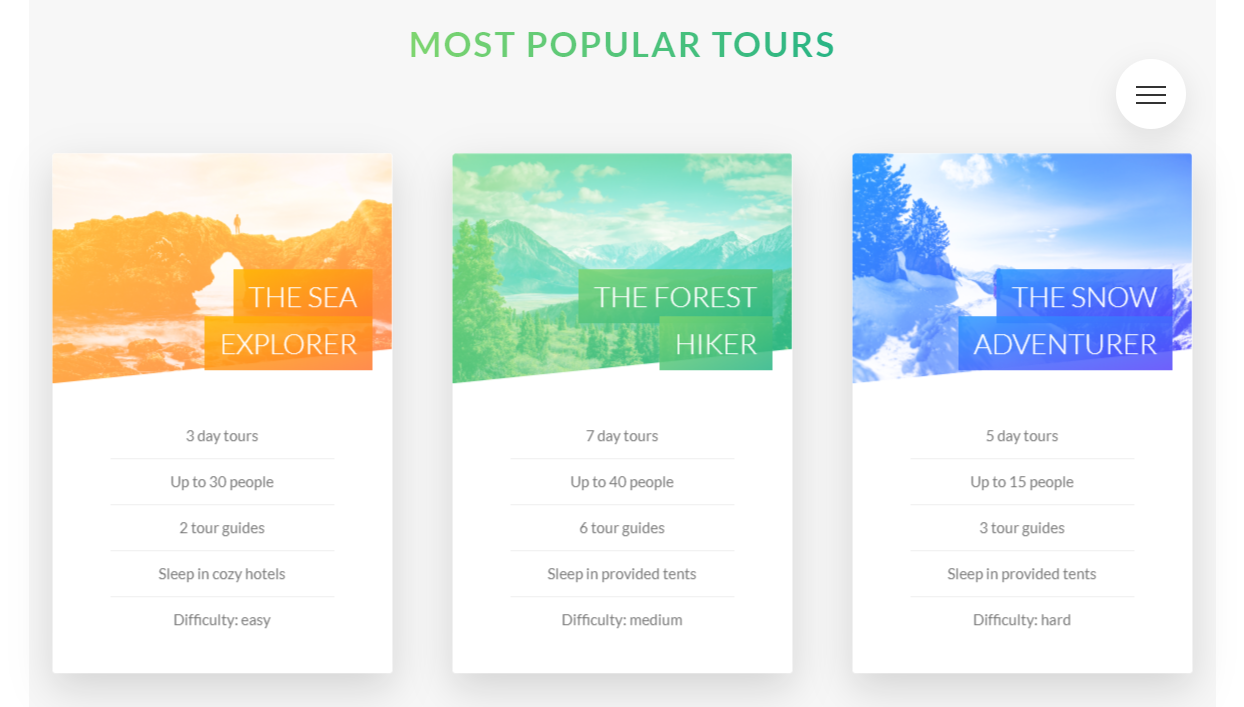 MOST POPULAR TOURS
THE SEA
EXPLORER
3 day tours
Up to 30 people
2 tour guides
Sleep in cozy hotels
Difficulty: easy
THE FOREST
HIKER
7 day tours
Up to 40 people
6 tour guides
Sleep in provided tents
Difficulty: medium
THE SNOW
ADVENTURER
5 day tours
Up to 15 people
3 tour guides
Sleep in provided tents
Difficulty: hard